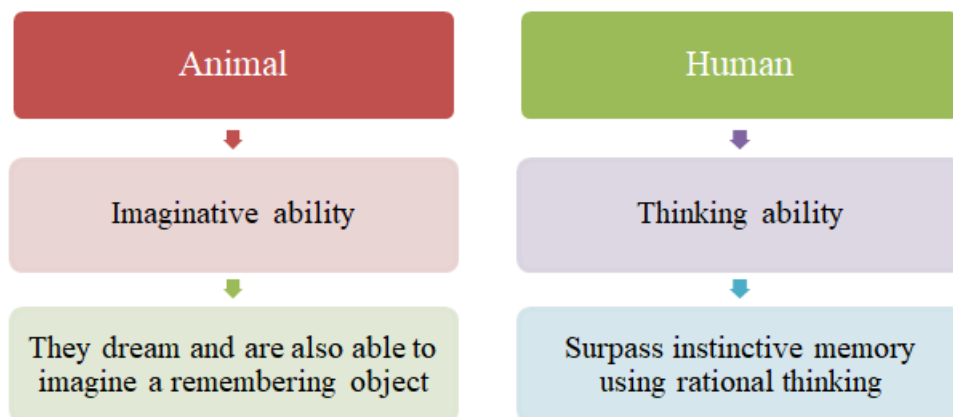 Animal
Imaginative ability
They dream and are also able to
imagine a remembering object
Human
Thinking ability
Surpass instinctive memory
using rational thinking